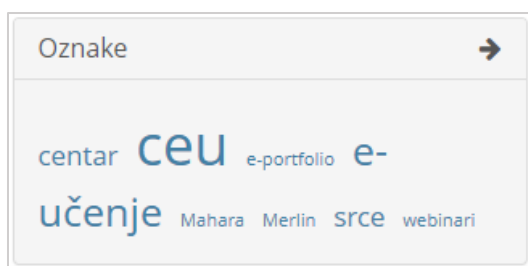 Oznake
centar ceu e-portfolio e-
učenje Mahara Merlin srce webinari